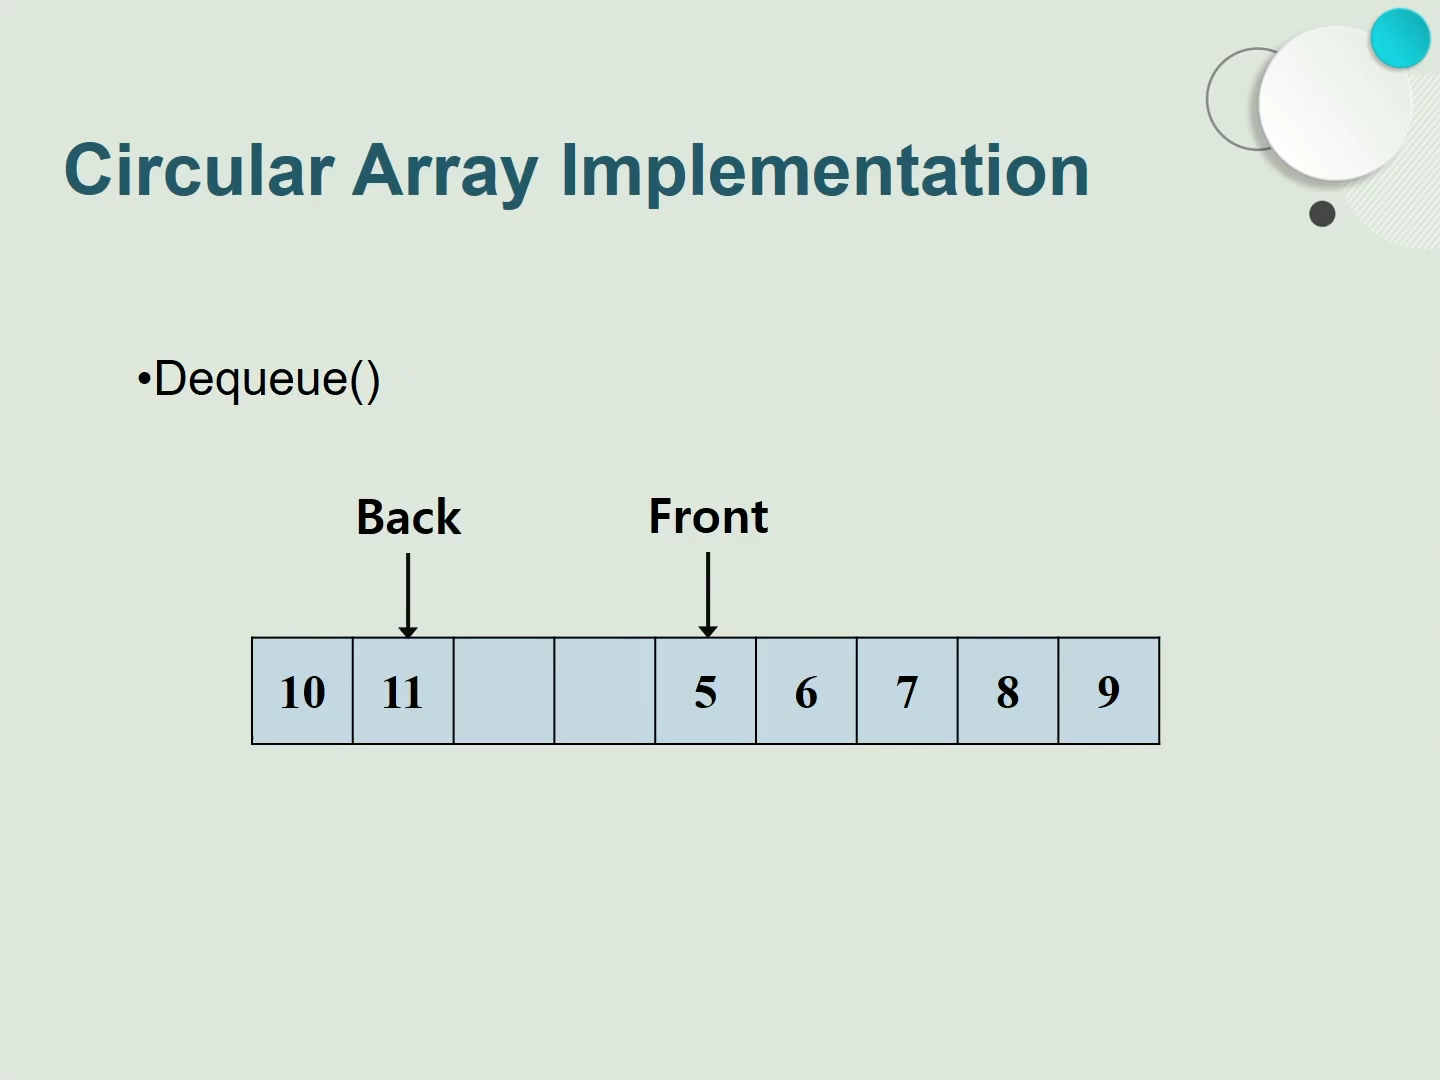 Circular Array Implementation
•Dequeue()
Back Front
10 11 5 6 7 8 9